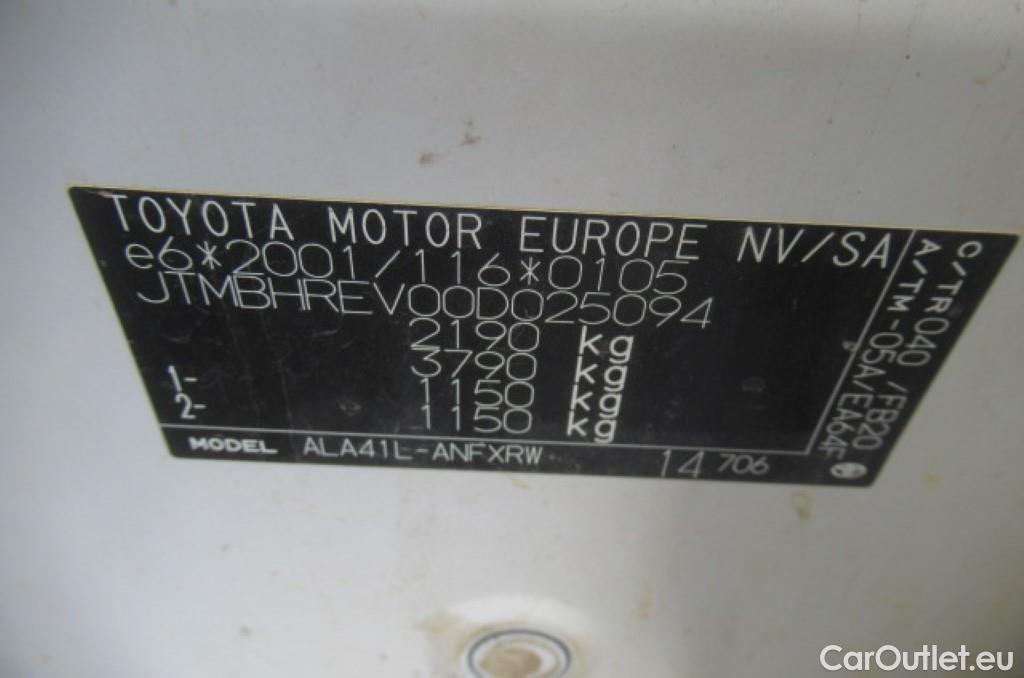 TOYOTA MOTOR EUROPE NV/SA
e6*2001/116*0105
JTMBHREV00D025094
2190 kg
3790 kg
1- 1150 kg
2- 1150 kg
MODEL ALA41L-ANFXRW 14 706
C/TR 040 /FB20
A/TM -05A/EA64F
CarOutlet.eu